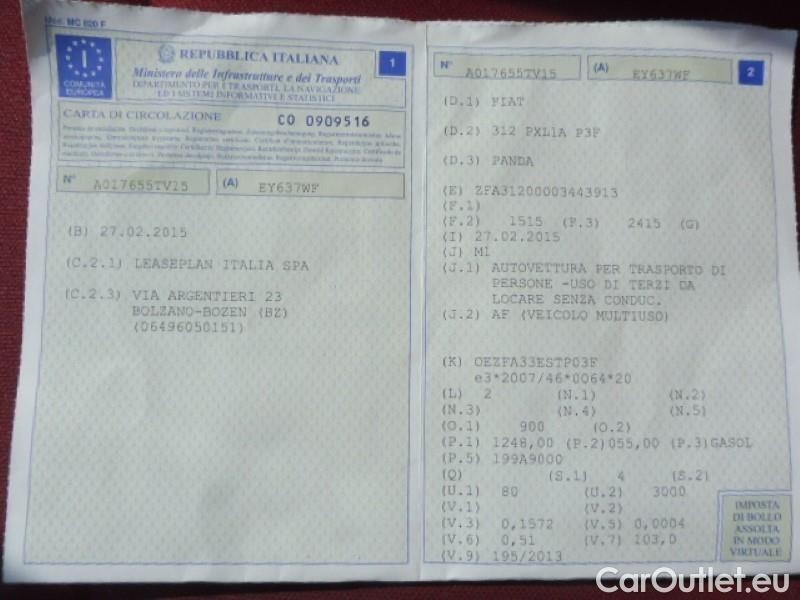 Mod. MC 820 F
I
COMUNITÀ
EUROPEA
REPUBBLICA ITALIANA
1
Ministero delle Infrastrutture e dei Trasporti
DIPARTIMENTO PER I TRASPORTI, LA NAVIGAZIONE
ED I SISTEMI INFORMATIVI E STATISTICI
CARTA DI CIRCOLAZIONE
CO 0909516
N° A017655TV15 (A) EY637WF
(B) 27.02.2015
(C.2.1) LEASEPLAN ITALIA SPA
(C.2.3) VIA ARGENTIERI 23
BOLZANO-BOZEN (BZ)
(06496050151)
N° A017655TV15 (A) EY637WF 2
(D.1) FIAT
(D.2) 312 PXL1A P3F
(D.3) PANDA
(E) ZFA31200003443913
(F.1)
(F.2) 1515 (F.3) 2415 (G)
(I) 27.02.2015
(J) M1
(J.1) AUTOVETTURA PER TRASPORTO DI
PERSONE -USO DI TERZI DA
LOCARE SENZA CONDUC.
(J.2) AF (VEICOLO MULTIUSO)
(K) OEZFA33ESTP03F
e3*2007/46*0064*20
(L) 2 (N.1) (N.2)
(N.3) (N.4) (N.5)
(O.1) 900 (O.2)
(P.1) 1248,00 (P.2)055,00 (P.3)GASOL
(P.5) 199A9000
(Q) (S.1) 4 (S.2)
(U.1) 80 (U.2) 3000
(V.1) (V.2)
(V.3) 0,1572 (V.5) 0,0004
(V.6) 0,51 (V.7) 103,0
(V.9) 195/2013
IMPOSTA
DI BOLLO
ASSOLTA
IN MODO
VIRTUALE
CarOutlet.eu